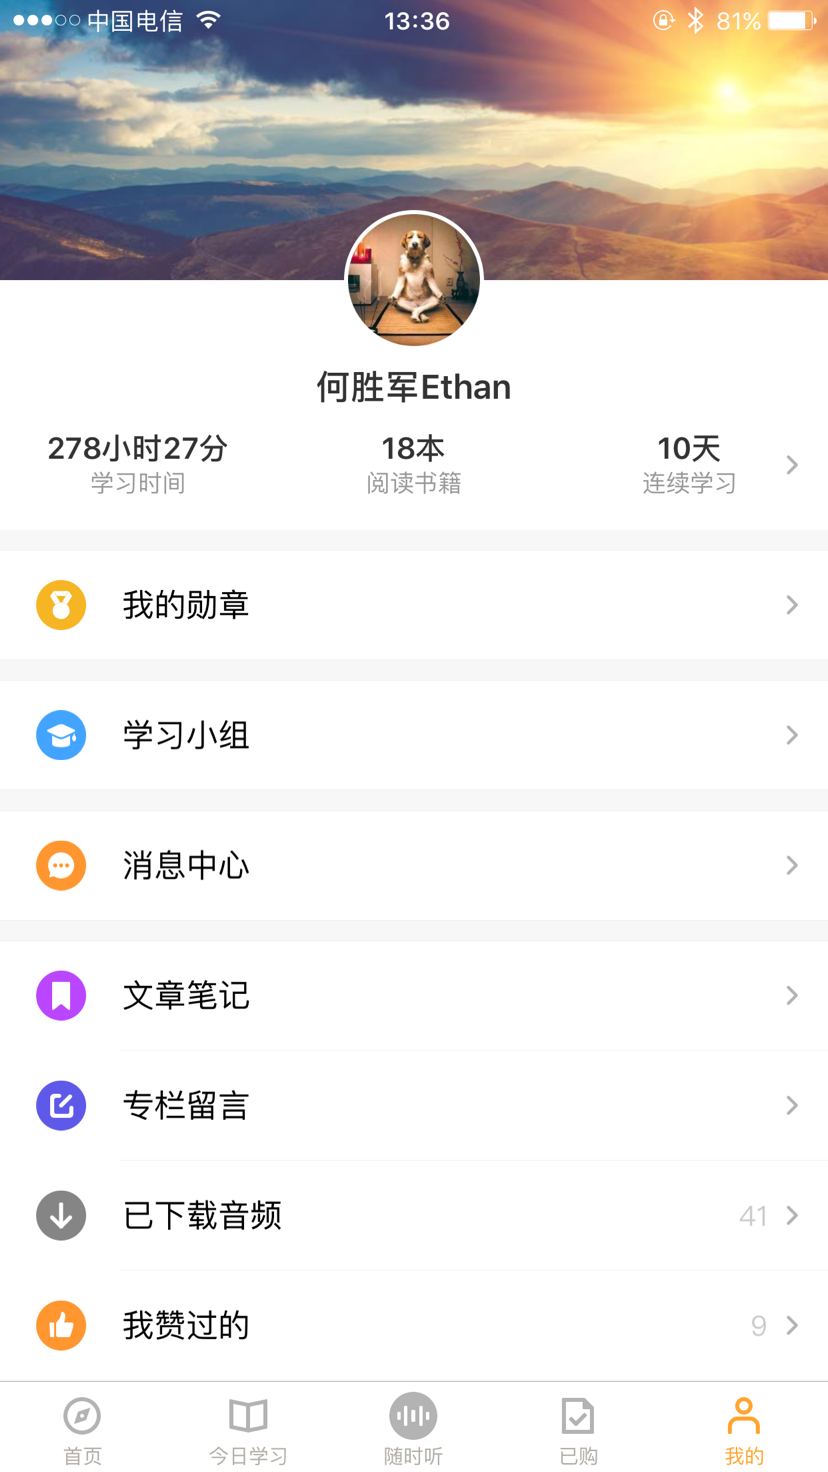 中国电信 13:36 81%
何胜军Ethan
278小时27分 18本 10天
学习时间 阅读书籍 连续学习
我的勋章
学习小组
消息中心
文章笔记
专栏留言
已下载音频 41
我赞过的 9
首页 今日学习 随时听 已购 我的